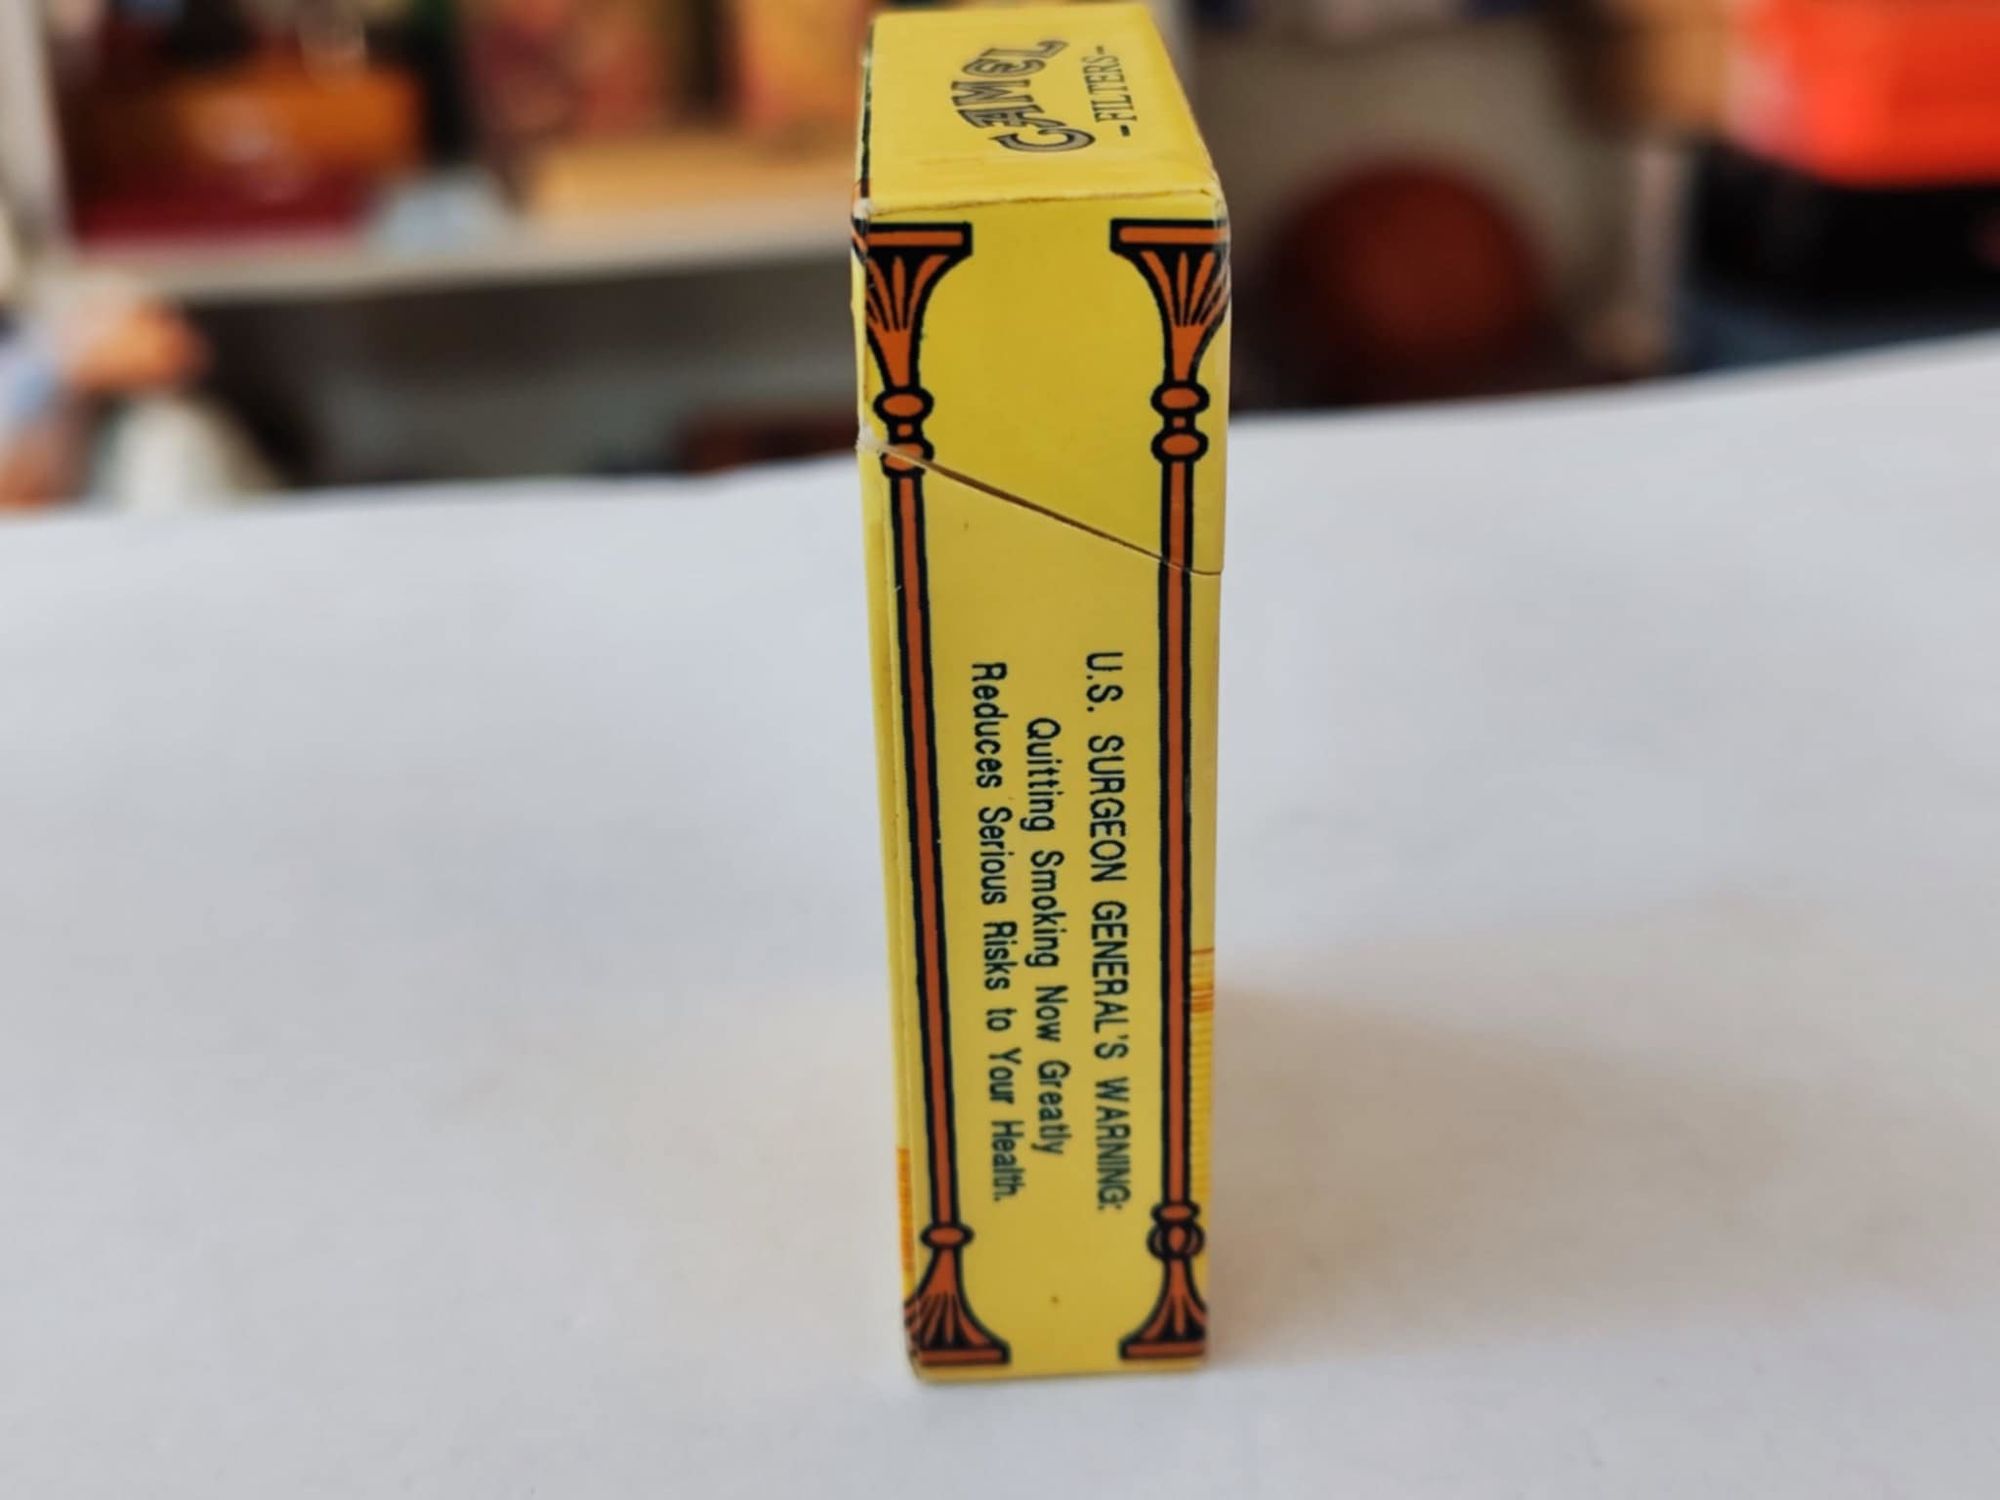 CAMEL
- FILTERS -
U.S. SURGEON GENERAL'S WARNING:
Quitting Smoking Now Greatly
Reduces Serious Risks to Your Health.